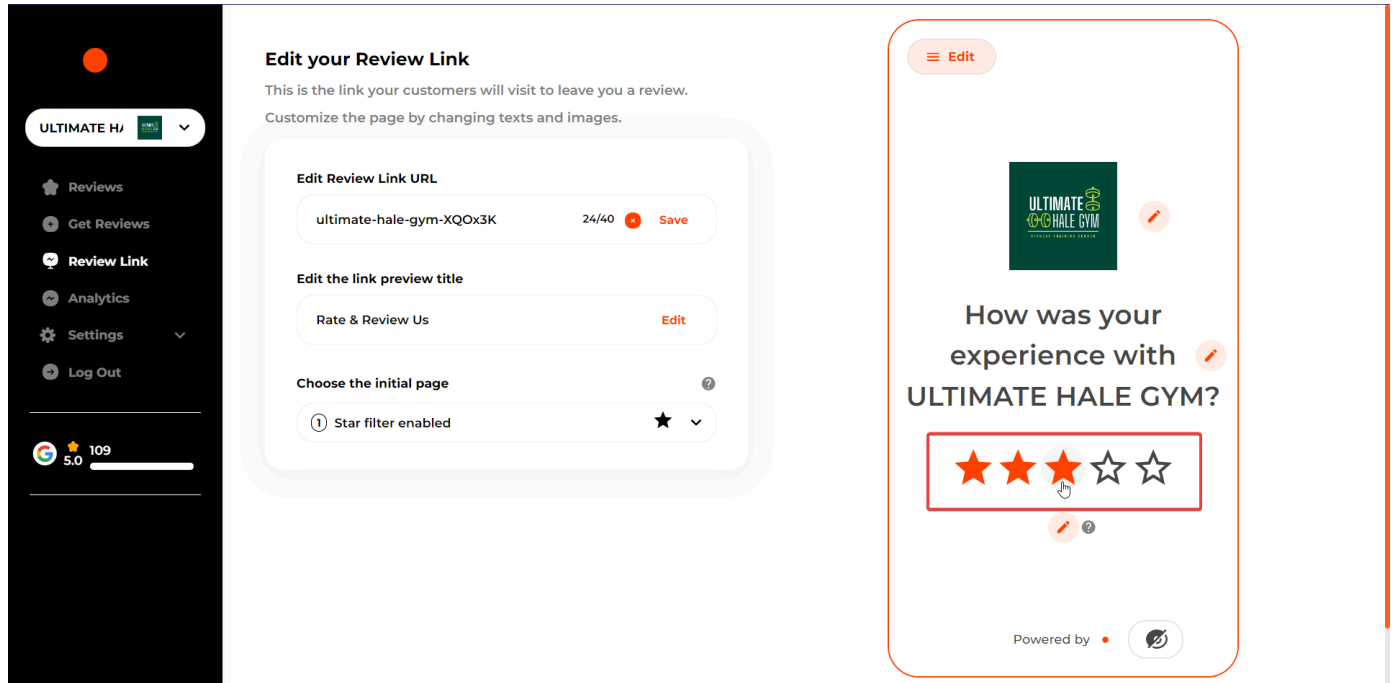 ULTIMATE HA
Reviews
Get Reviews
Review Link
Analytics
Settings
Log Out
5.0
109
Edit your Review Link
This is the link your customers will visit to leave you a review.
Customize the page by changing texts and images.
Edit Review Link URL
ultimate-hale-gym-XQOx3K 24/40 Save
Edit the link preview title
Rate & Review Us Edit
Choose the initial page
1 Star filter enabled
Edit
ULTIMATE
HALE GYM
FITNESS TRAINING CENTER
How was your
experience with
ULTIMATE HALE GYM?
Powered by